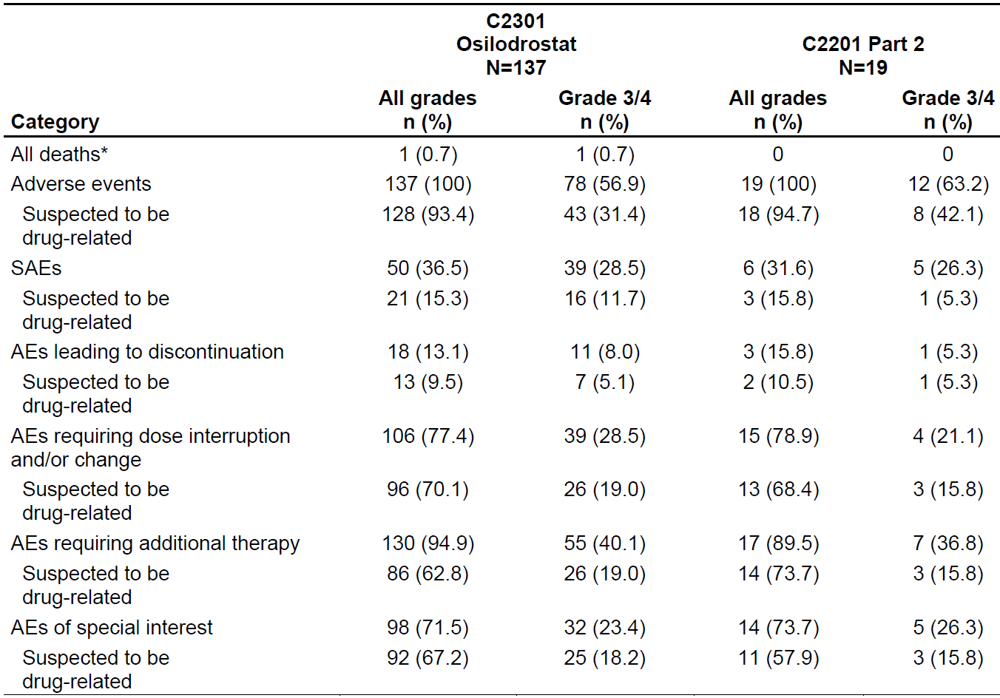 C2301
Osilodrostat
N=137
C2201 Part 2
N=19
Category
All grades
n (%)
Grade 3/4
n (%)
All grades
n (%)
Grade 3/4
n (%)
All deaths* 1 (0.7) 1 (0.7) 0 0
Adverse events 137 (100) 78 (56.9) 19 (100) 12 (63.2)
Suspected to be 128 (93.4) 43 (31.4) 18 (94.7) 8 (42.1)
drug-related
SAEs 50 (36.5) 39 (28.5) 6 (31.6) 5 (26.3)
Suspected to be 21 (15.3) 16 (11.7) 3 (15.8) 1 (5.3)
drug-related
AEs leading to discontinuation 18 (13.1) 11 (8.0) 3 (15.8) 1 (5.3)
Suspected to be 13 (9.5) 7 (5.1) 2 (10.5) 1 (5.3)
drug-related
AEs requiring dose interruption 106 (77.4) 39 (28.5) 15 (78.9) 4 (21.1)
and/or change
Suspected to be 96 (70.1) 26 (19.0) 13 (68.4) 3 (15.8)
drug-related
AEs requiring additional therapy 130 (94.9) 55 (40.1) 17 (89.5) 7 (36.8)
Suspected to be 86 (62.8) 26 (19.0) 14 (73.7) 3 (15.8)
drug-related
AEs of special interest 98 (71.5) 32 (23.4) 14 (73.7) 5 (26.3)
Suspected to be 92 (67.2) 25 (18.2) 11 (57.9) 3 (15.8)
drug-related